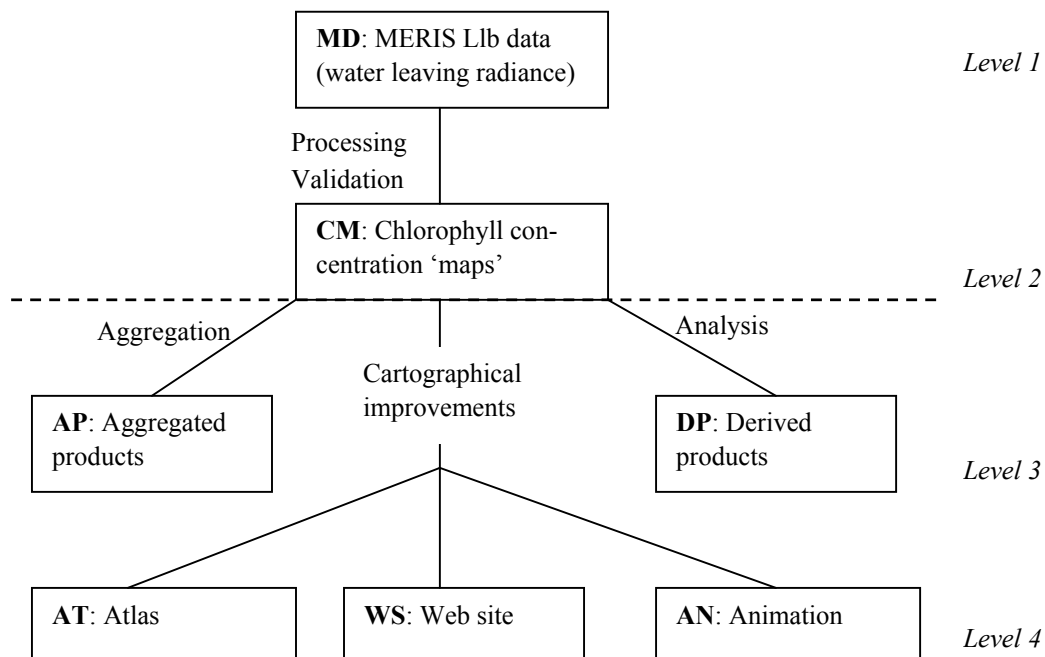 MD: MERIS Llb data
(water leaving radiance)
Level 1
Processing
Validation
CM: Chlorophyll con-
centration ‘maps’
Level 2
Aggregation
Analysis
Cartographical
improvements
AP: Aggregated
products
DP: Derived
products
Level 3
AT: Atlas
WS: Web site
AN: Animation
Level 4